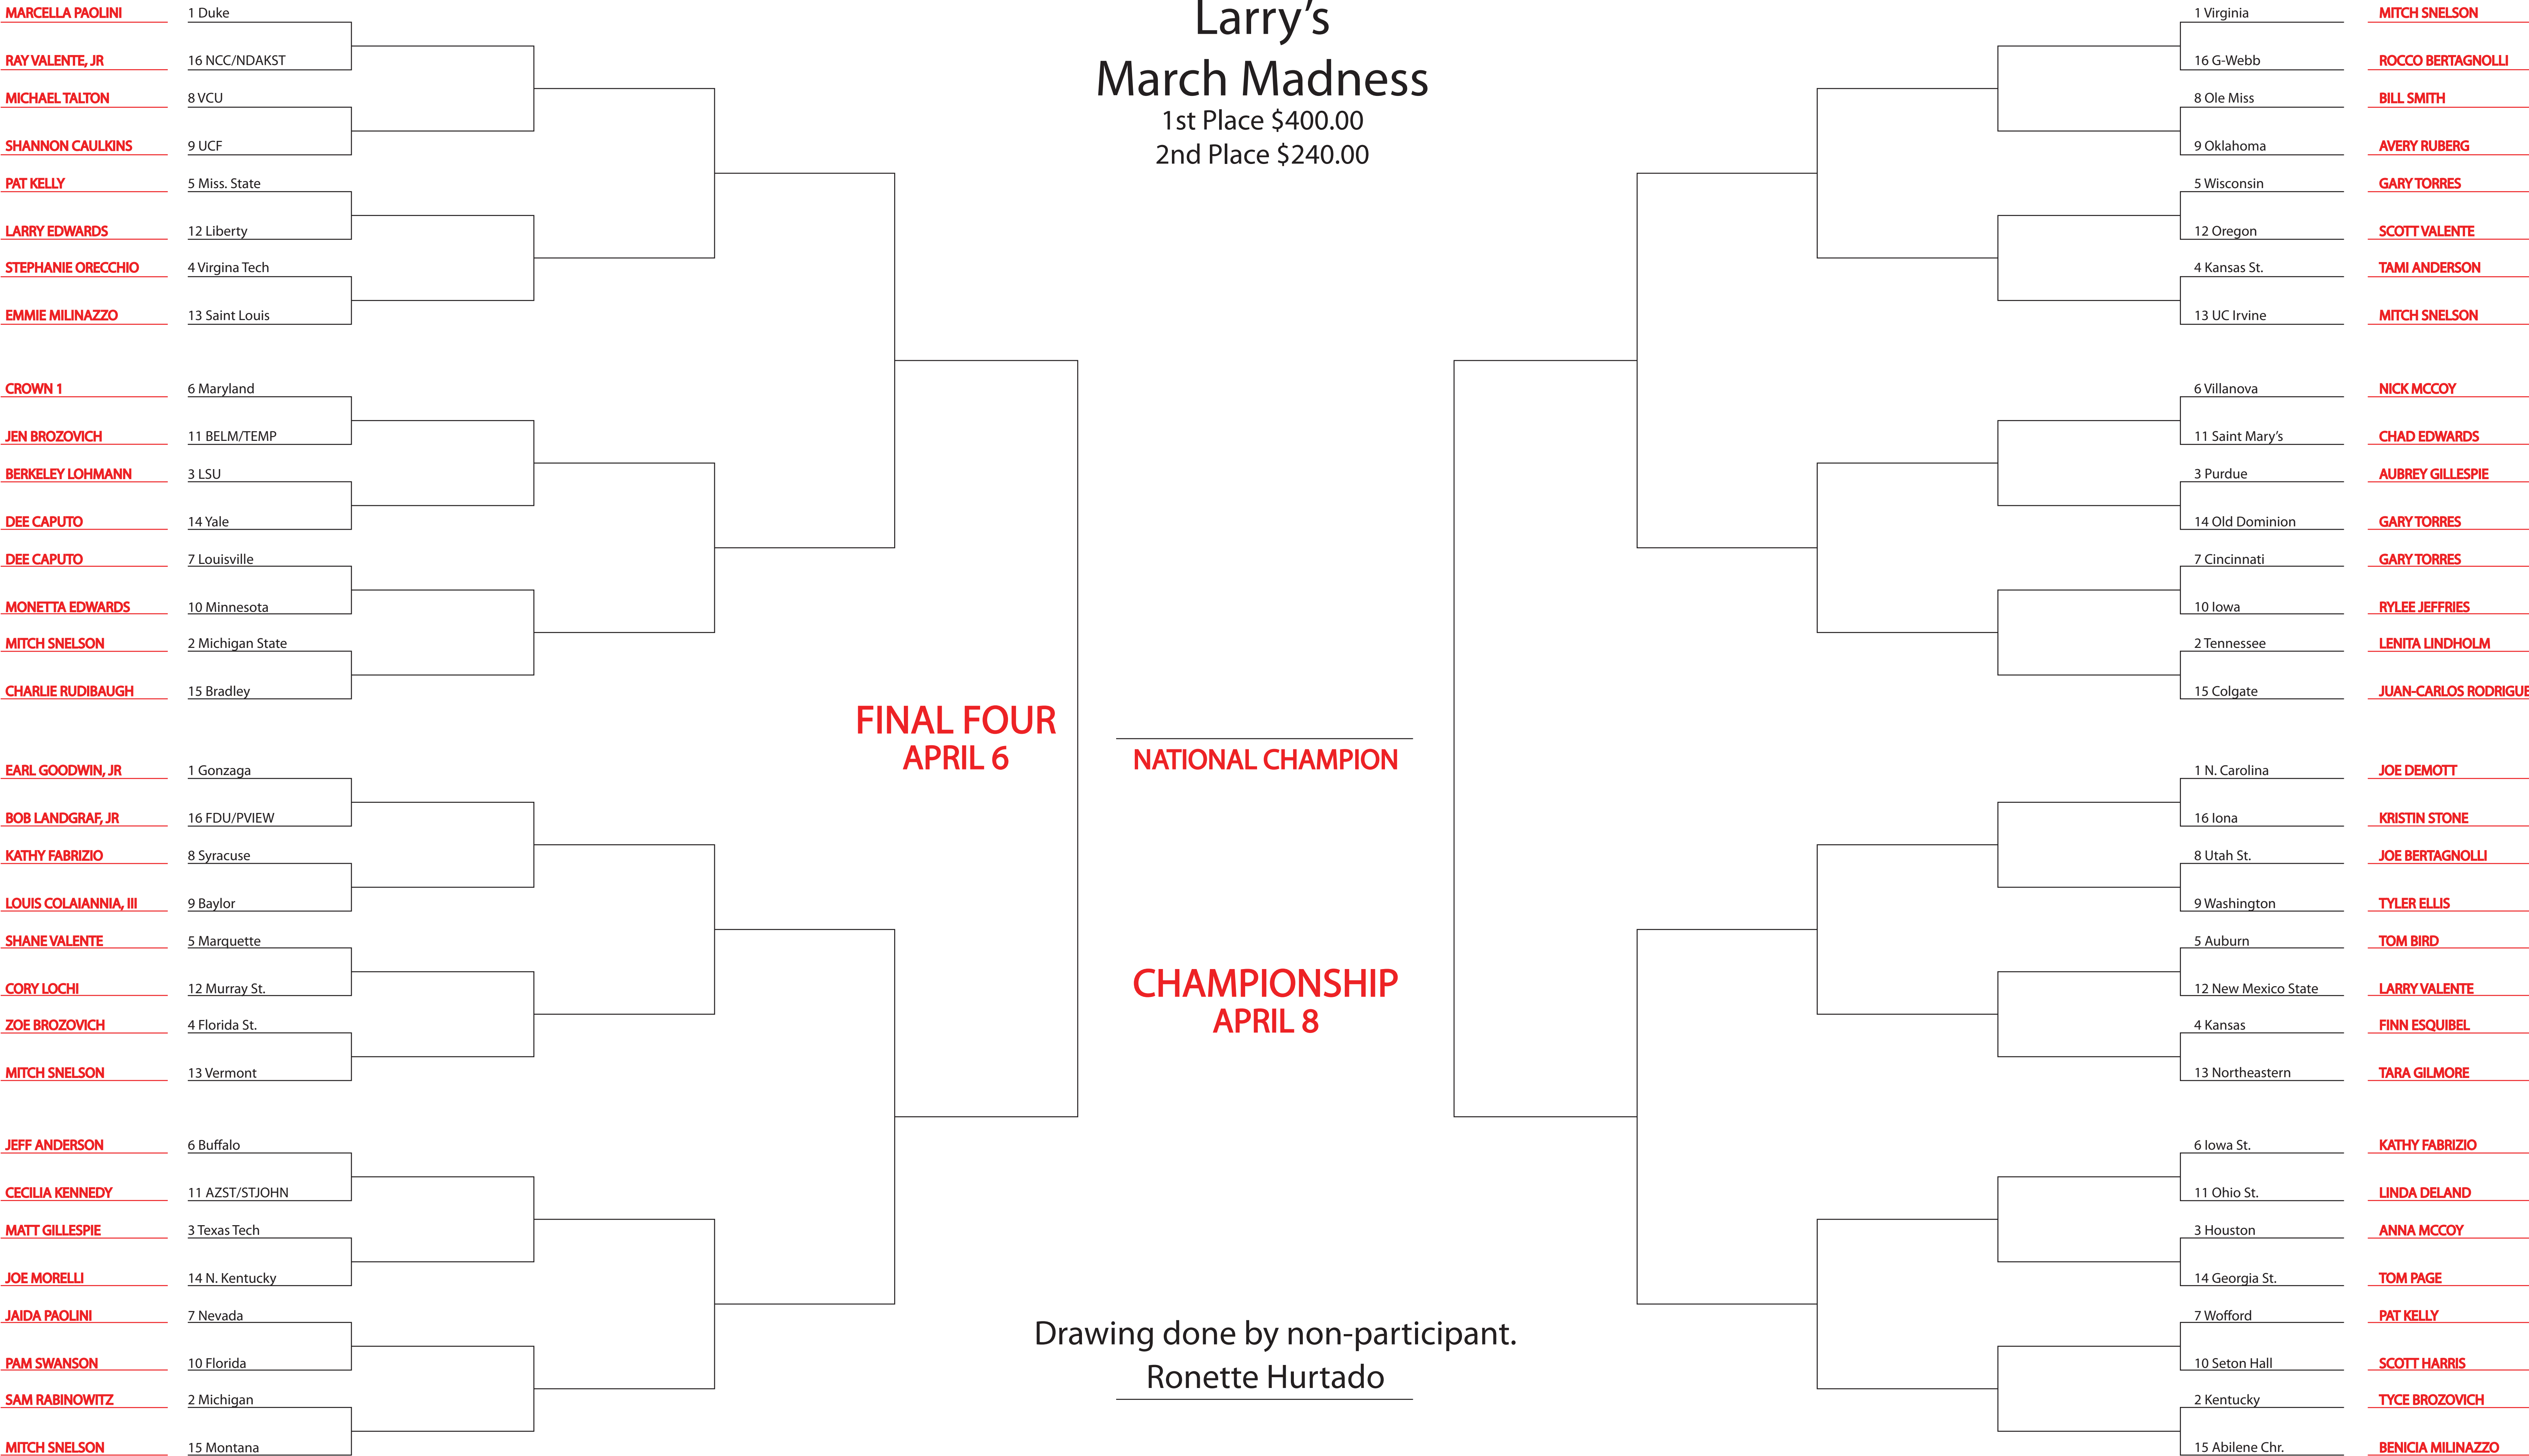 Larry's
March Madness
1st Place $400.00
2nd Place $240.00
MARCELLA PAOLINI 1 Duke
RAY VALENTE, JR 16 NCC/NDAKST
MICHAEL TALTON 8 VCU
SHANNON CAULKINS 9 UCF
PAT KELLY 5 Miss. State
LARRY EDWARDS 12 Liberty
STEPHANIE ORECCHIO 4 Virgina Tech
EMMIE MILINAZZO 13 Saint Louis
CROWN 1 6 Maryland
JEN BROZOVICH 11 BELM/TEMP
BERKELEY LOHMANN 3 LSU
DEE CAPUTO 14 Yale
DEE CAPUTO 7 Louisville
MONETTA EDWARDS 10 Minnesota
MITCH SNELSON 2 Michigan State
CHARLIE RUDIBAUGH 15 Bradley
EARL GOODWIN, JR 1 Gonzaga
BOB LANDGRAF, JR 16 FDU/PVIEW
KATHY FABRIZIO 8 Syracuse
LOUIS COLAIANNIA, III 9 Baylor
SHANE VALENTE 5 Marquette
CORY LOCHI 12 Murray St.
ZOE BROZOVICH 4 Florida St.
MITCH SNELSON 13 Vermont
JEFF ANDERSON 6 Buffalo
CECILIA KENNEDY 11 AZST/STJOHN
MATT GILLESPIE 3 Texas Tech
JOE MORELLI 14 N. Kentucky
JAIDA PAOLINI 7 Nevada
PAM SWANSON 10 Florida
SAM RABINOWITZ 2 Michigan
MITCH SNELSON 15 Montana
FINAL FOUR
APRIL 6
NATIONAL CHAMPION
CHAMPIONSHIP
APRIL 8
Drawing done by non-participant.
Ronette Hurtado
1 Virginia MITCH SNELSON
16 G-Webb ROCCO BERTAGNOLLI
8 Ole Miss BILL SMITH
9 Oklahoma AVERY RUBERG
5 Wisconsin GARY TORRES
12 Oregon SCOTT VALENTE
4 Kansas St. TAMI ANDERSON
13 UC Irvine MITCH SNELSON
6 Villanova NICK MCCOY
11 Saint Mary's CHAD EDWARDS
3 Purdue AUBREY GILLESPIE
14 Old Dominion GARY TORRES
7 Cincinnati GARY TORRES
10 Iowa RYLEE JEFFRIES
2 Tennessee LENITA LINDHOLM
15 Colgate JUAN-CARLOS RODRIGUE
1 N. Carolina JOE DEMOTT
16 Iona KRISTIN STONE
8 Utah St. JOE BERTAGNOLLI
9 Washington TYLER ELLIS
5 Auburn TOM BIRD
12 New Mexico State LARRY VALENTE
4 Kansas FINN ESQUIBEL
13 Northeastern TARA GILMORE
6 Iowa St. KATHY FABRIZIO
11 Ohio St. LINDA DELAND
3 Houston ANNA MCCOY
14 Georgia St. TOM PAGE
7 Wofford PAT KELLY
10 Seton Hall SCOTT HARRIS
2 Kentucky TYCE BROZOVICH
15 Abilene Chr. BENICIA MILINAZZO